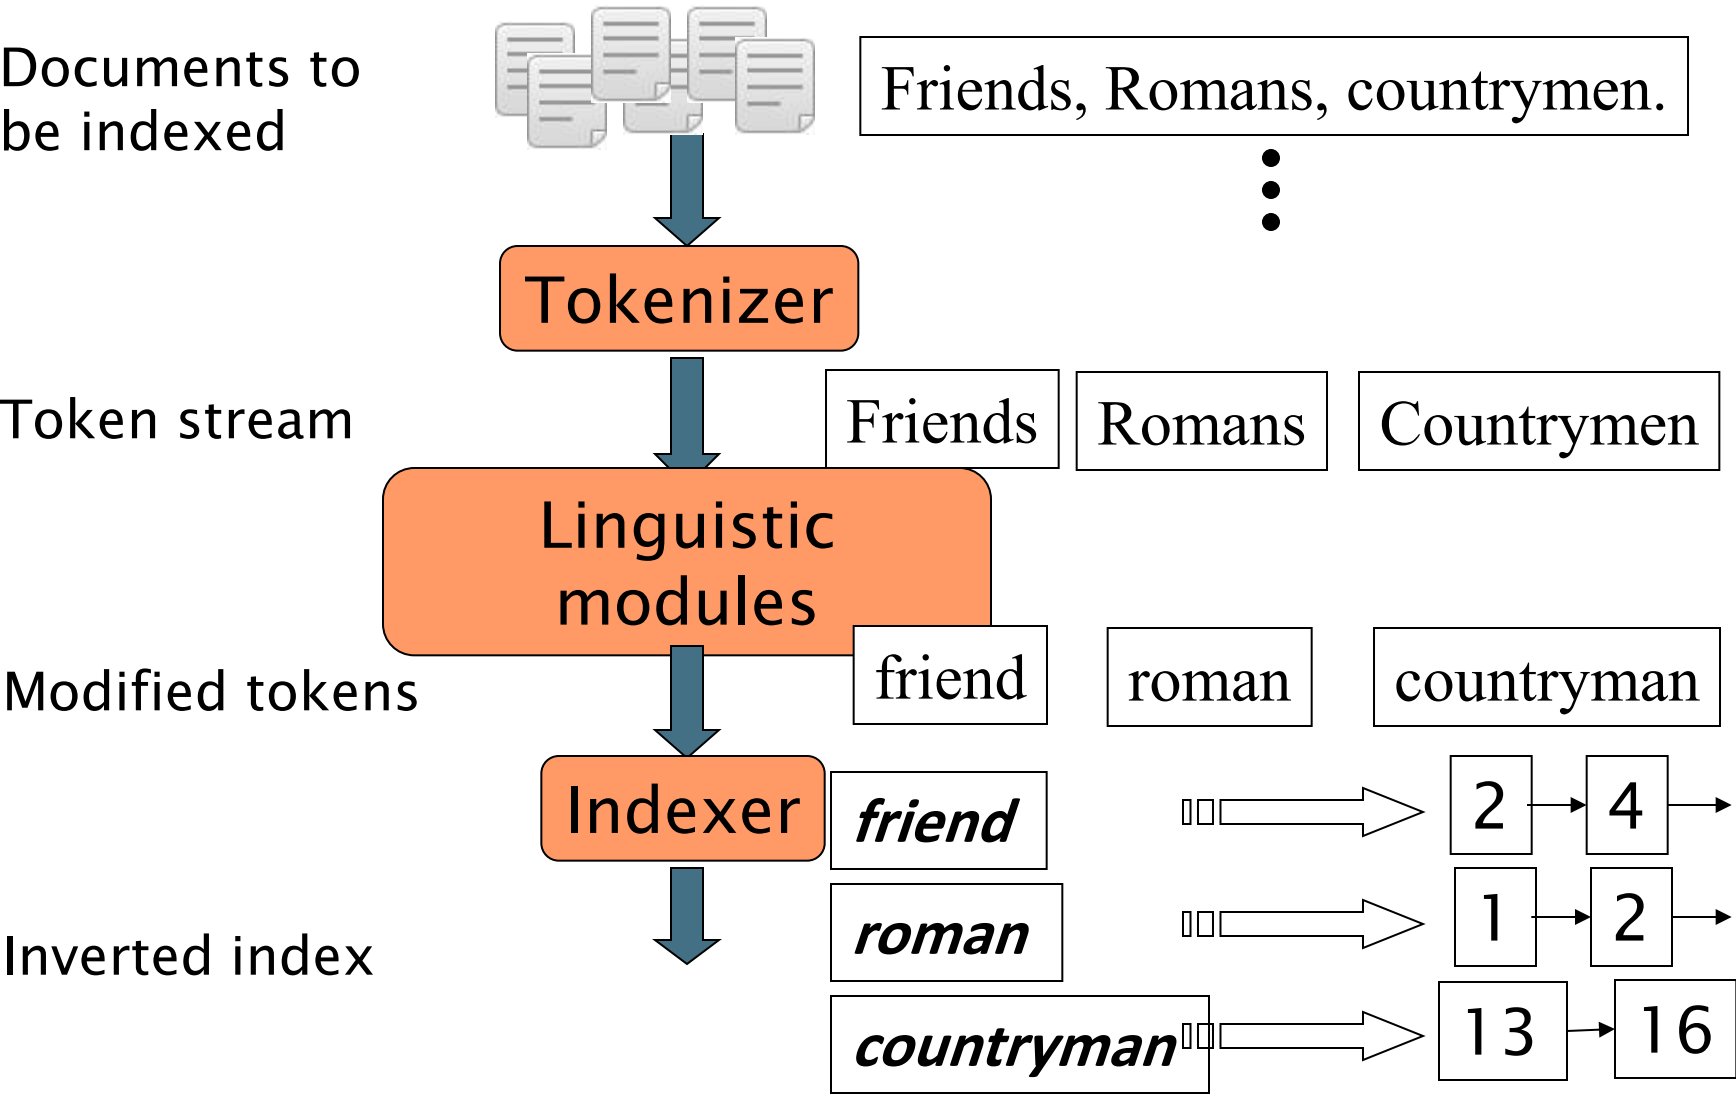 Documents to
be indexed
Friends, Romans, countrymen.
Tokenizer
Token stream
Friends
Romans
Countrymen
Linguistic
modules
Modified tokens
friend
roman
countryman
Indexer
friend
2
4
roman
1
2
Inverted index
countryman
13
16